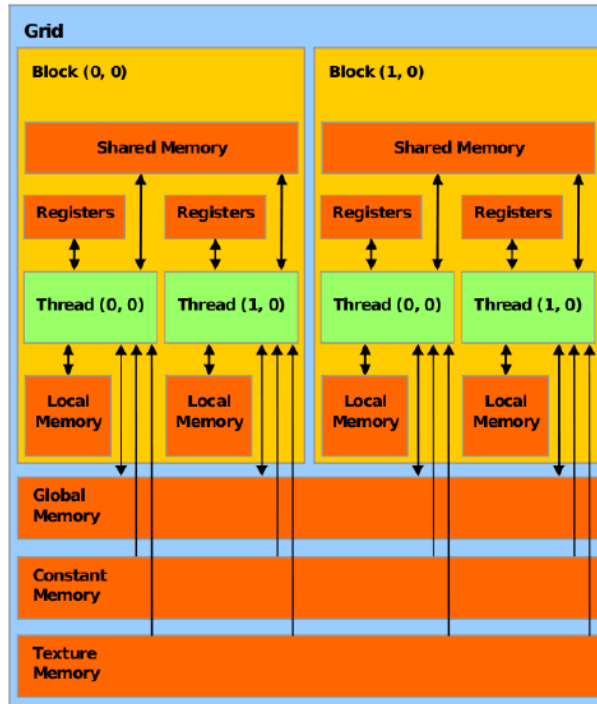 Grid
Block (0, 0)
Block (1, 0)
Shared Memory
Shared Memory
Registers
Registers
Registers
Registers
Thread (0, 0)
Thread (1, 0)
Thread (0, 0)
Thread (1, 0)
Local
Memory
Local
Memory
Local
Memory
Local
Memory
Global
Memory
Constant
Memory
Texture
Memory